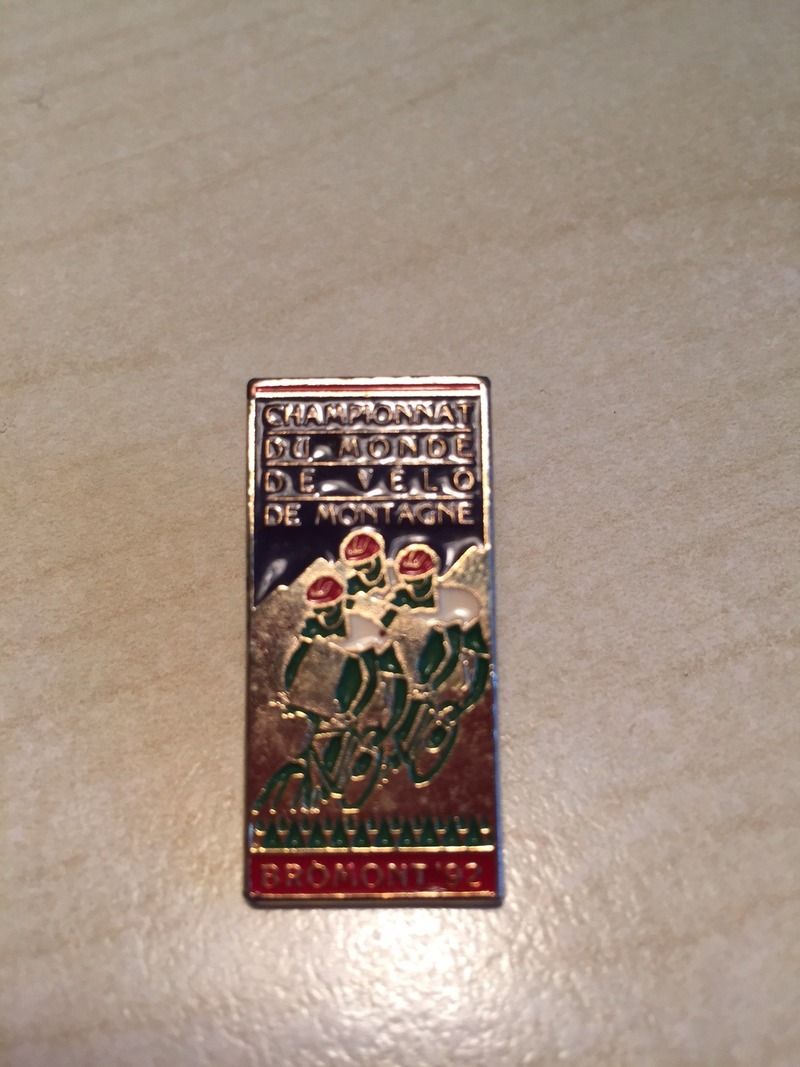 CHAMPIONNAT
DU MONDE
DE VÉLO
DE MONTAGNE
BROMONT '92